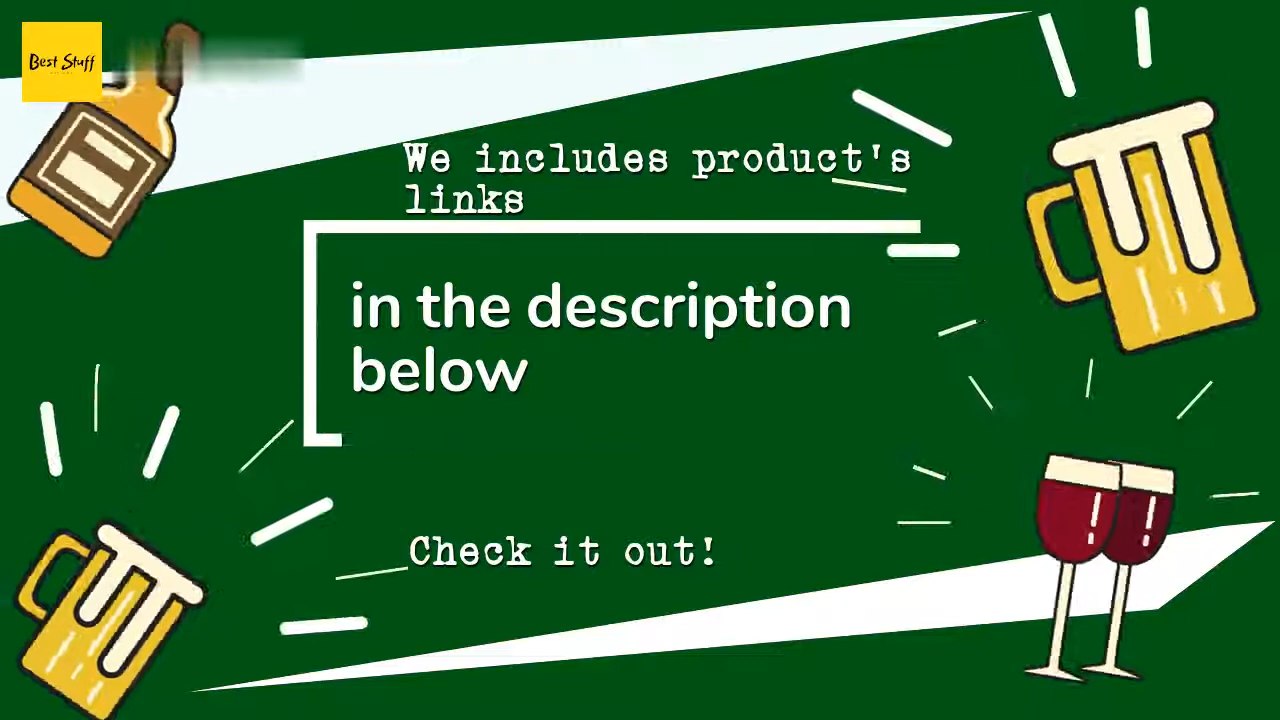 Best Stuff
We includes product's
links
in the description
below
Check it out!